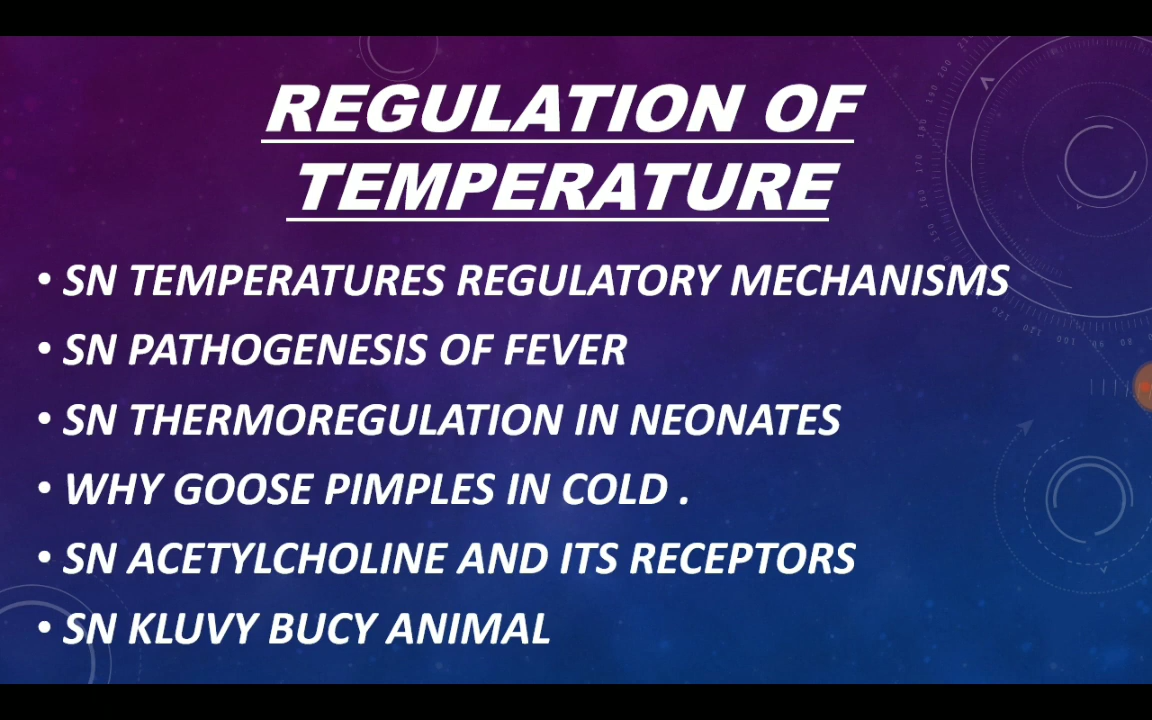 REGULATION OF
TEMPERATURE
• SN TEMPERATURES REGULATORY MECHANISMS
• SN PATHOGENESIS OF FEVER
• SN THERMOREGULATION IN NEONATES
• WHY GOOSE PIMPLES IN COLD .
• SN ACETYLCHOLINE AND ITS RECEPTORS
• SN KLUVY BUCY ANIMAL